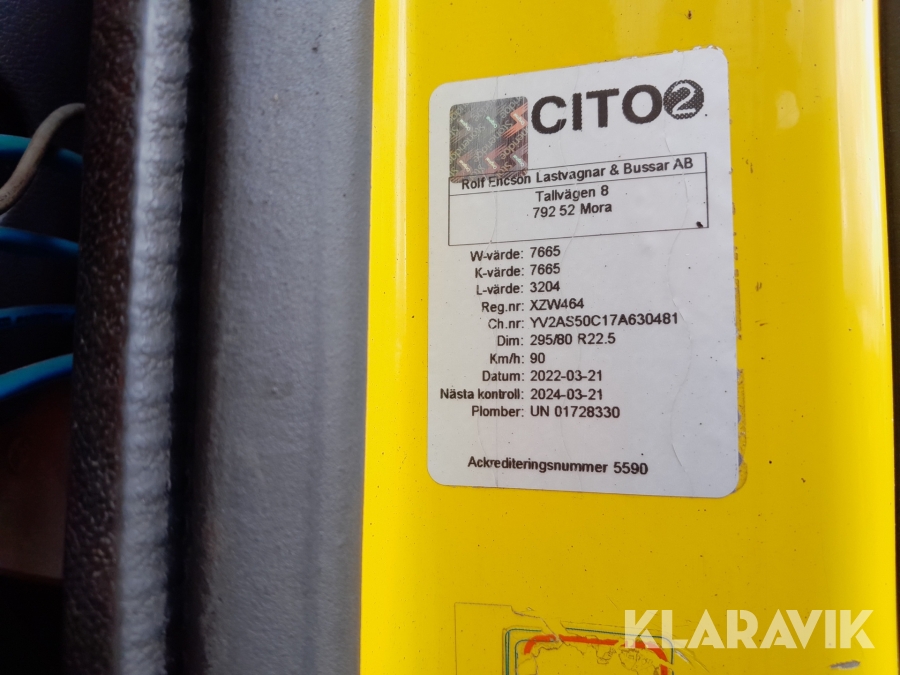 CITO2
Rolf Ericson Lastvagnar & Bussar AB
Tallvägen 8
792 52 Mora
W-värde: 7665
K-värde: 7665
L-värde: 3204
Reg.nr: XZW464
Ch.nr: YV2AS50C17A630481
Dim: 295/80 R22.5
Km/h: 90
Datum: 2022-03-21
Nästa kontroll: 2024-03-21
Plomber: UN 01728330
Ackrediteringsnummer 5590
KLARAVIK